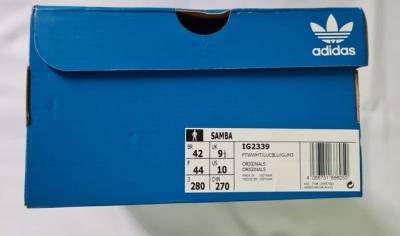 adidas
SAMBA
BR 42 UK 9½
F 44 US 10
J 280 CHN 270
IG2339
ORIGINALS
ORIGINALS